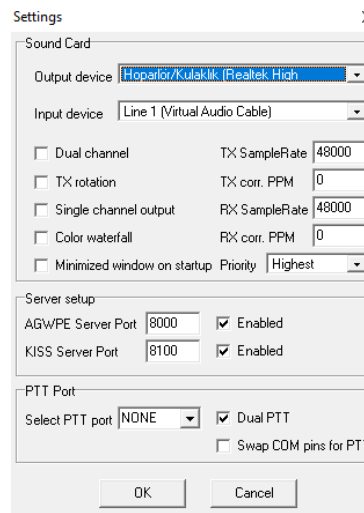 Settings
Sound Card
Output device Hoparlör/Kulaklık (Realtek High
Input device Line 1 (Virtual Audio Cable)
Dual channel TX SampleRate 48000
TX rotation TX corr. PPM 0
Single channel output RX SampleRate 48000
Color waterfall RX corr. PPM 0
Minimized window on startup Priority Highest
Server setup
AGWPE Server Port 8000 Enabled
KISS Server Port 8100 Enabled
PTT Port
Select PTT port NONE Dual PTT
Swap COM pins for PT
OK Cancel